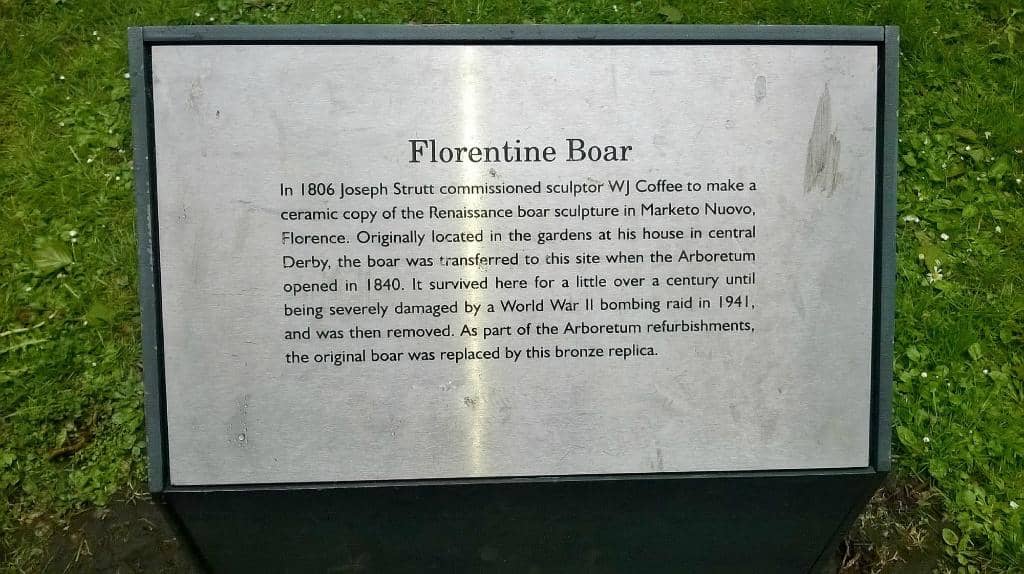 Florentine Boar
In 1806 Joseph Strutt commissioned sculptor WJ Coffee to make a
ceramic copy of the Renaissance boar sculpture in Marketo Nuovo,
Florence. Originally located in the gardens at his house in central
Derby, the boar was transferred to this site when the Arboretum
opened in 1840. It survived here for a little over a century until
being severely damaged by a World War II bombing raid in 1941,
and was then removed. As part of the Arboretum refurbishments,
the original boar was replaced by this bronze replica.